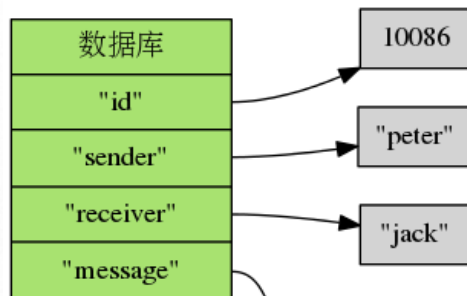 数据库
10086
"id"
"peter"
"sender"
"receiver"
"jack"
"message"